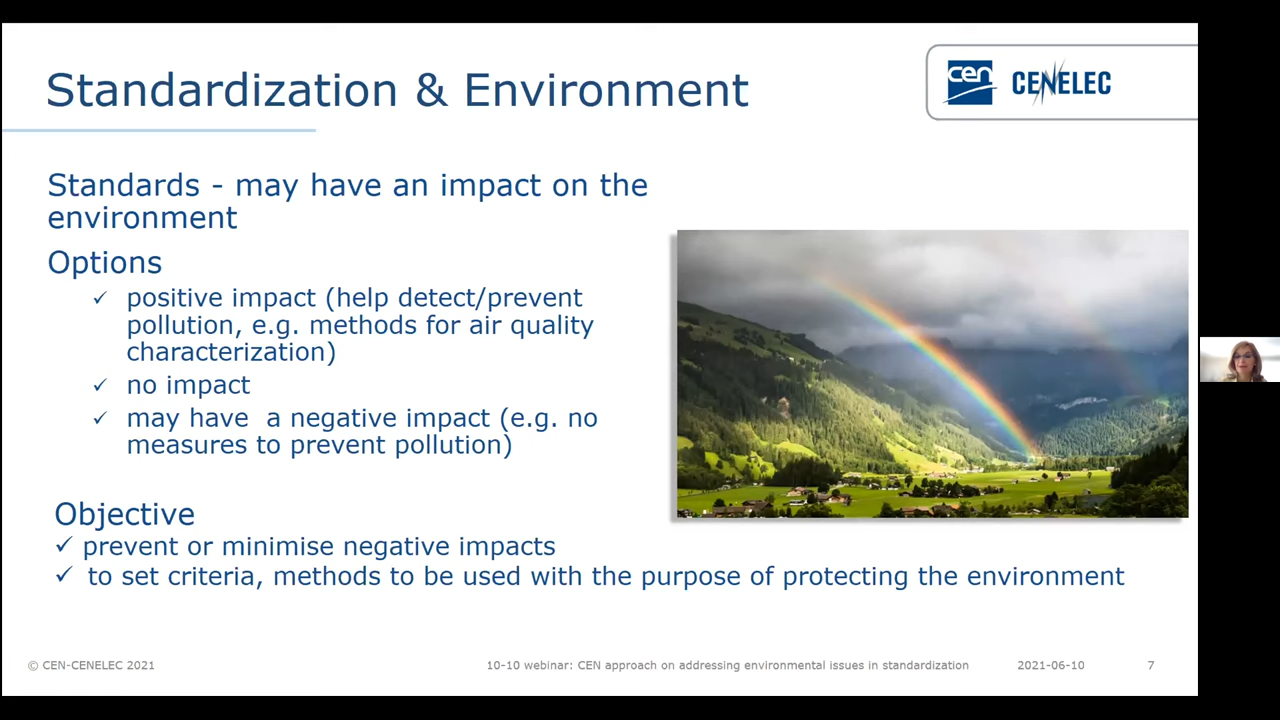 Standardization & Environment
cen
CENELEC
Standards - may have an impact on the
environment
Options
✓ positive impact (help detect/prevent
pollution, e.g. methods for air quality
characterization)
✓ no impact
✓ may have  a negative impact (e.g. no
measures to prevent pollution)
Objective
✓ prevent or minimise negative impacts
✓ to set criteria, methods to be used with the purpose of protecting the environment
© CEN-CENELEC 2021
10-10 webinar: CEN approach on addressing environmental issues in standardization
2021-06-10
7